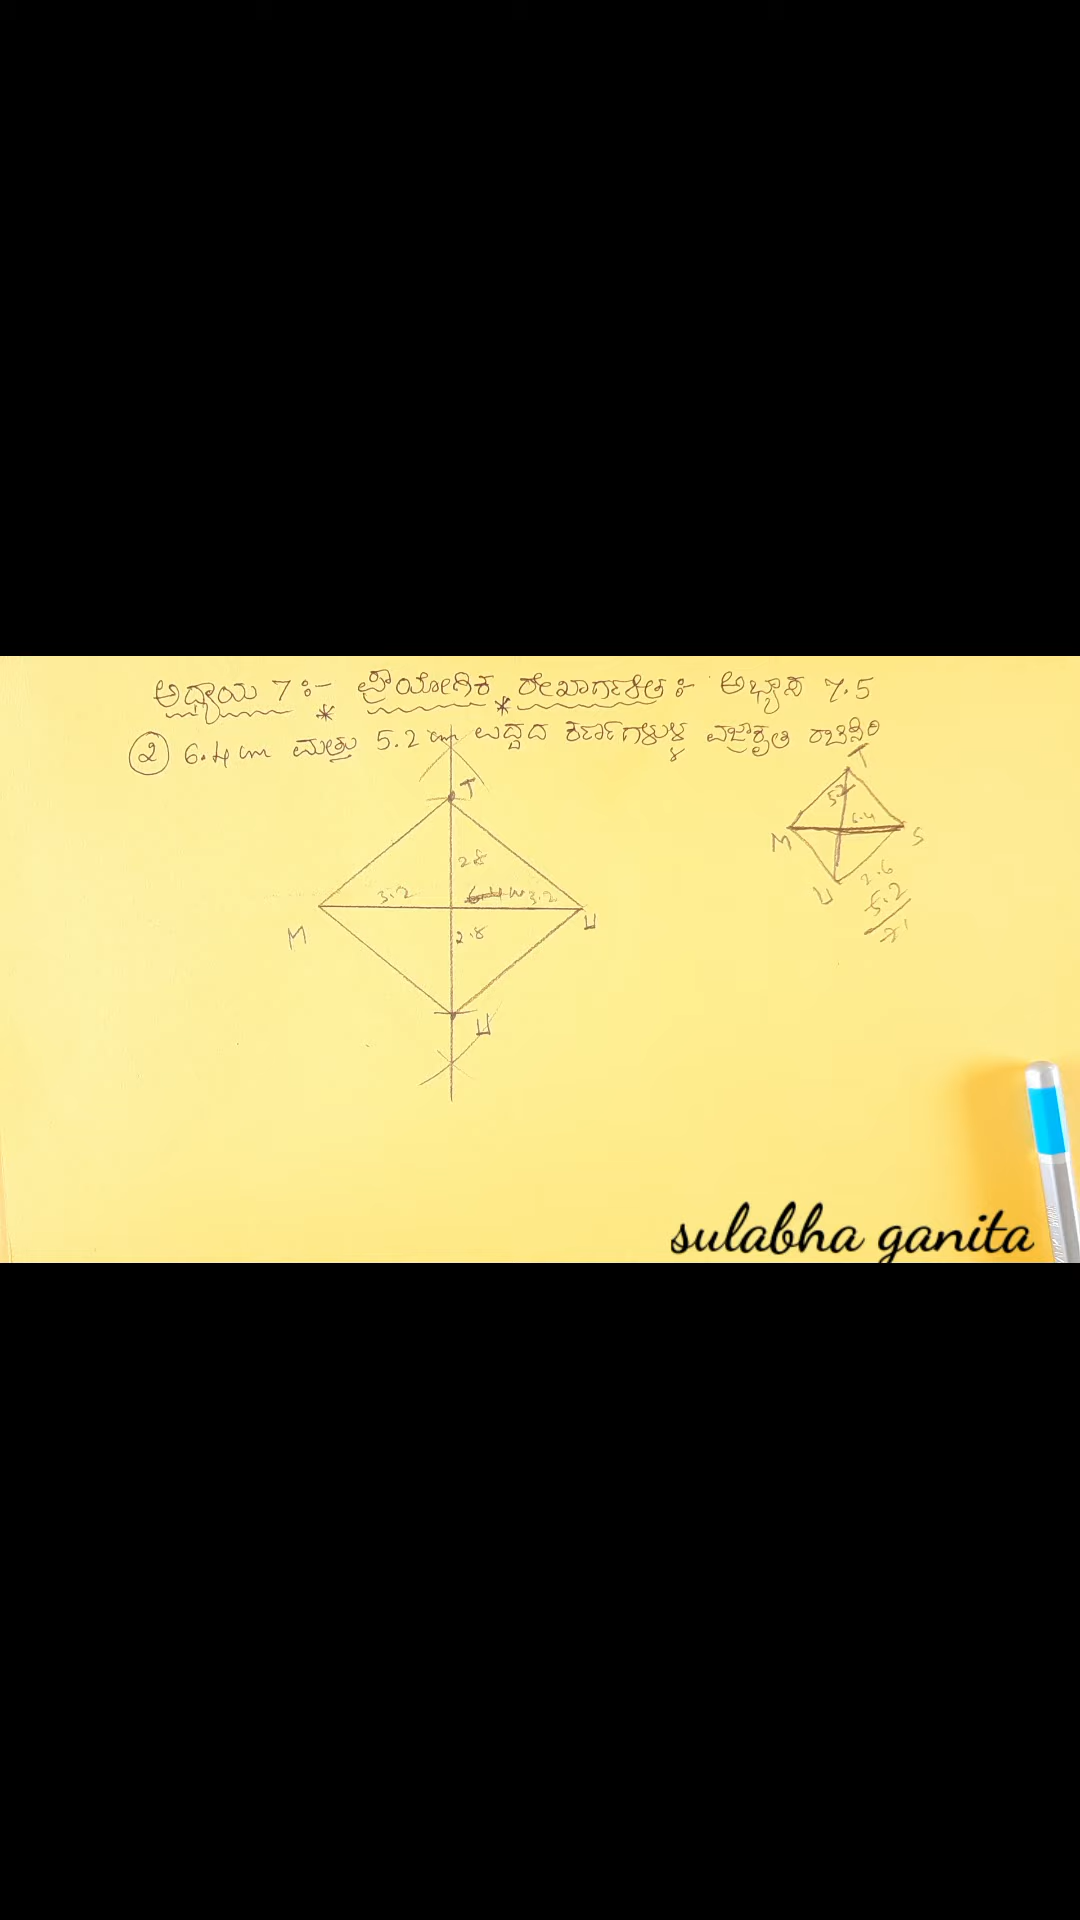 ಅಧ್ಯಾಯ 7 :- ಪ್ರಾಯೋಗಿಕ ರೇಖಾಗಣಿತ :- ಅಭ್ಯಾಸ 7.5
② 6.4 cm ಮತ್ತು 5.2 cm ಉದ್ದದ ಕರ್ಣಗಳುಳ್ಳ ವಜ್ರಾಕೃತಿ ರಚಿಸಿರಿ
T
T
5.2
6.4
M
S
U
2.6
5.2
2.8
3.2
3.2
M
U
2.8
U
sulabha ganita